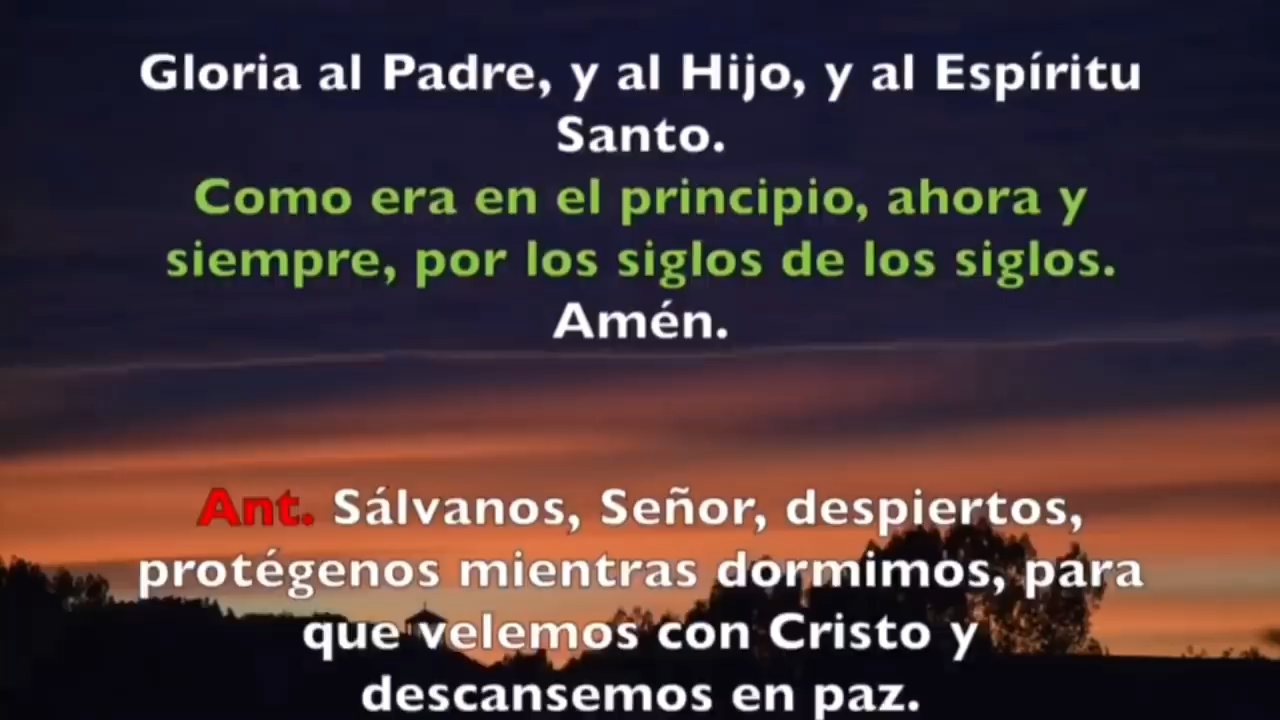 Gloria al Padre, y al Hijo, y al Espíritu
Santo.
Como era en el principio, ahora y
siempre, por los siglos de los siglos.
Amén.
Ant. Sálvanos, Señor, despiertos,
protégenos mientras dormimos, para
que velemos con Cristo y
descansemos en paz.